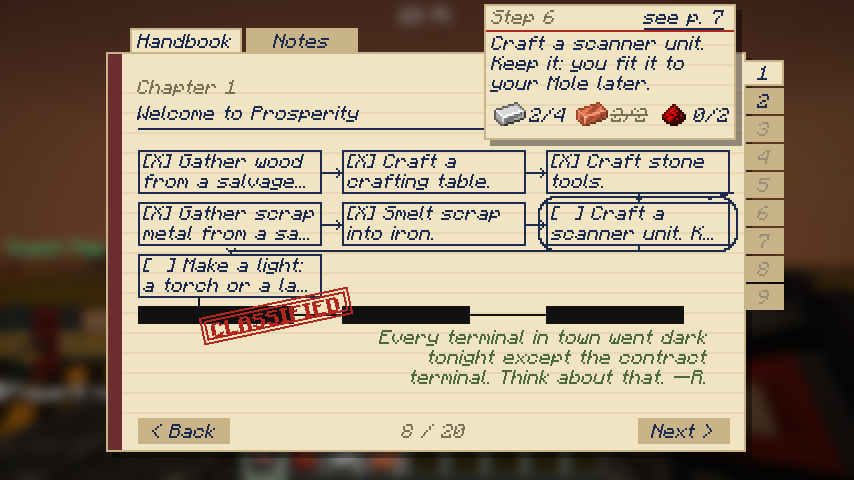 Step 6 see p. 7
Craft a scanner unit.
Keep it: you fit it to
your Mole later.
2/4 2/2 0/2
Handbook Notes
Chapter 1
Welcome to Prosperity
[X] Gather wood
from a salvage...
[X] Craft a
crafting table.
[X] Craft stone
tools.
[X] Gather scrap
metal from a sa...
[X] Smelt scrap
into iron.
[ ] Craft a
scanner unit. K...
[ ] Make a light:
a torch or a la...
CLASSIFIED
Every terminal in town went dark
tonight except the contract
terminal. Think about that. —R.
< Back
8 / 20
Next >
1
2
3
4
5
6
7
8
9